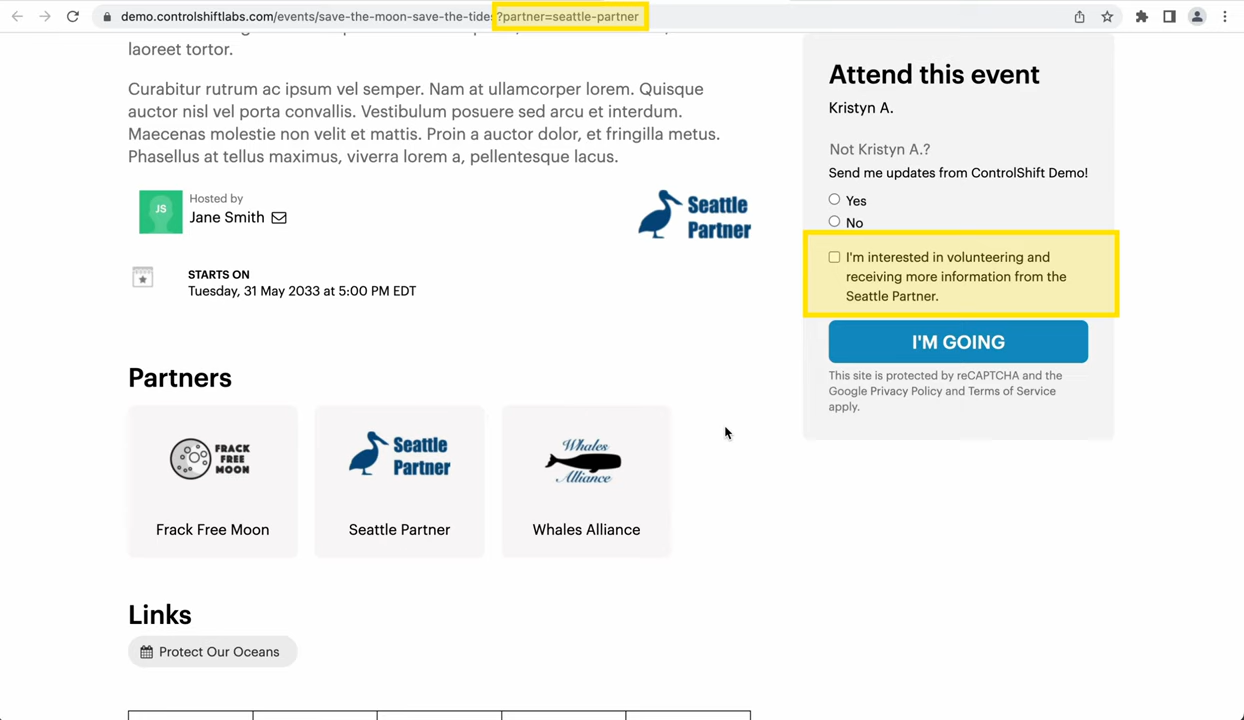 demo.controlshiftlabs.com/events/save-the-moon-save-the-tides?partner=seattle-partner
laoreet tortor.
Curabitur rutrum ac ipsum vel semper. Nam at ullamcorper lorem. Quisque
auctor nisl vel porta convallis. Vestibulum posuere sed arcu et interdum.
Maecenas molestie non velit et mattis. Proin a auctor dolor, et fringilla metus.
Phasellus at tellus maximus, viverra lorem a, pellentesque lacus.
JS
Hosted by
Jane Smith
Seattle
Partner
STARTS ON
Tuesday, 31 May 2033 at 5:00 PM EDT
Partners
FRACK
FREE
MOON
Frack Free Moon
Seattle
Partner
Seattle Partner
Whales
Alliance
Whales Alliance
Links
Protect Our Oceans
Attend this event
Kristyn A.
Not Kristyn A.?
Send me updates from ControlShift Demo!
Yes
No
I'm interested in volunteering and
receiving more information from the
Seattle Partner.
I'M GOING
This site is protected by reCAPTCHA and the
Google Privacy Policy and Terms of Service
apply.